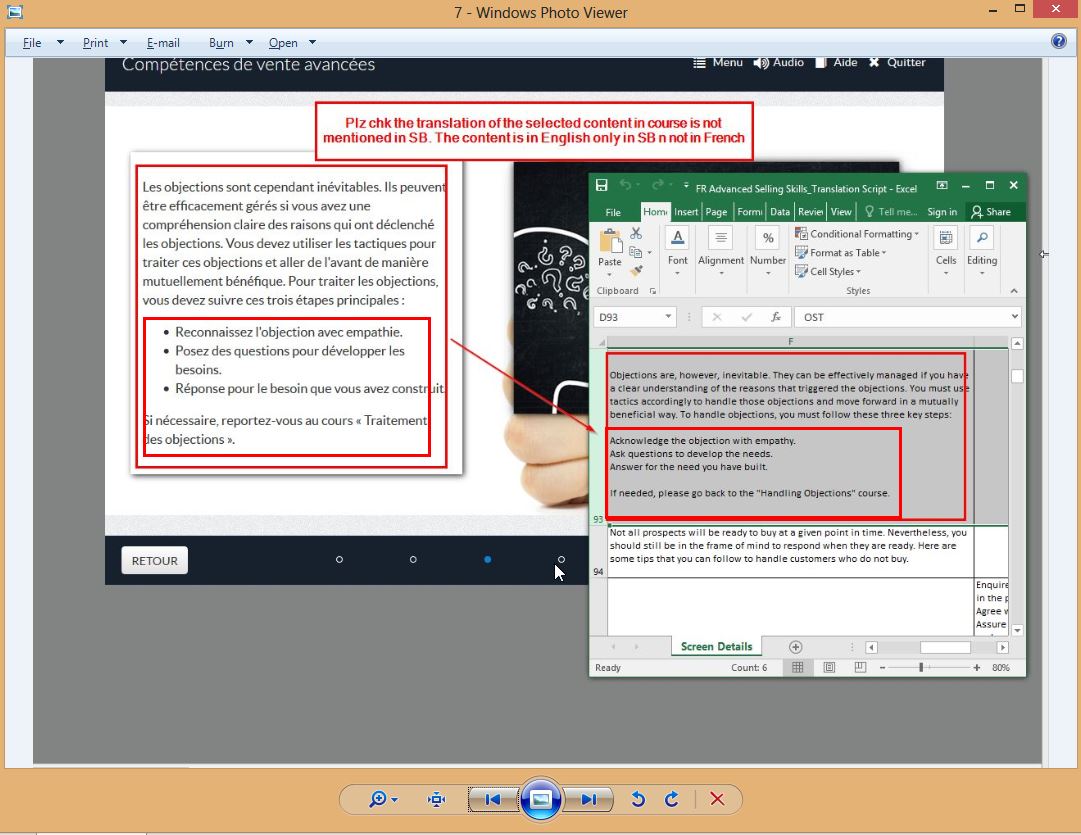 7 - Windows Photo Viewer
File
Print
E-mail
Burn
Open
Compétences de vente avancées
Menu
Audio
Aide
Quitter
Plz chk the translation of the selected content in course is not
mentioned in SB. The content is in English only in SB n not in French
Les objections sont cependant inévitables. Ils peuvent
être efficacement gérés si vous avez une
compréhension claire des raisons qui ont déclenché
les objections. Vous devez utiliser les tactiques pour
traiter ces objections et aller de l'avant de manière
mutuellement bénéfique. Pour traiter les objections,
vous devez suivre ces trois étapes principales :
• Reconnaissez l'objection avec empathie.
• Posez des questions pour développer les
besoins.
• Réponse pour le besoin que vous avez construit.
Si nécessaire, reportez-vous au cours « Traitement
des objections ».
RETOUR
FR Advanced Selling Skills_Translation Script - Excel
File
Home
Insert
Page
Formu
Data
Review
View
Tell me...
Sign in
Share
Paste
Font
Alignment
Number
Conditional Formatting
Format as Table
Cell Styles
Cells
Editing
Clipboard
Styles
D93
fx
OST
F
Objections are, however, inevitable. They can be effectively managed if you have
a clear understanding of the reasons that triggered the objections. You must use
tactics accordingly to handle those objections and move forward in a mutually
beneficial way. To handle objections, you must follow these three key steps:
Acknowledge the objection with empathy.
Ask questions to develop the needs.
Answer for the need you have built.
If needed, please go back to the "Handling Objections" course.
93
Not all prospects will be ready to buy at a given point in time. Nevertheless, you
should still be in the frame of mind to respond when they are ready. Here are
some tips that you can follow to handle customers who do not buy.
94
Enquire
in the p
Agree w
Assure
Screen Details
Ready
Count: 6
80%